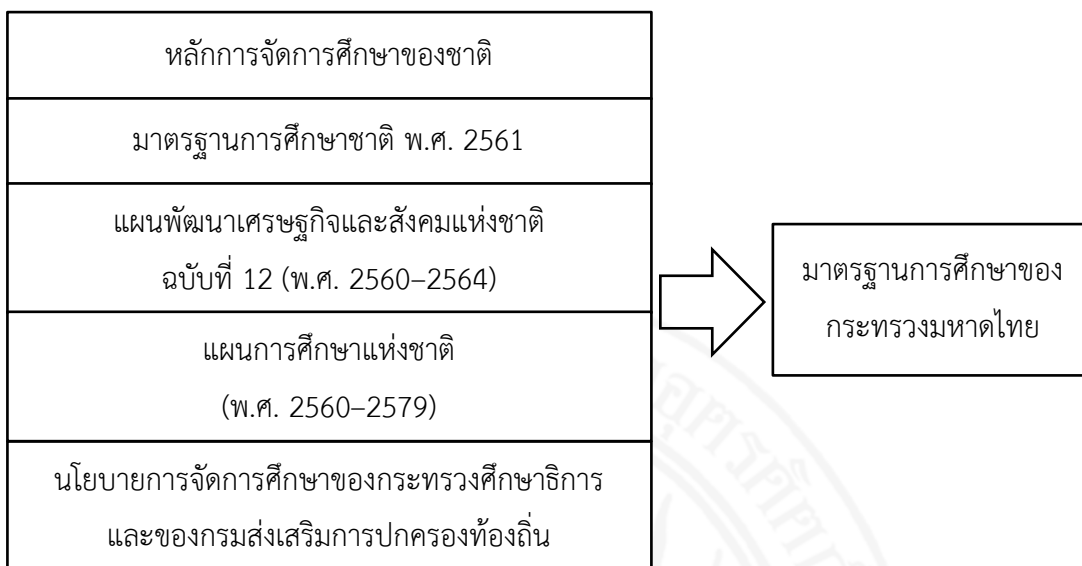 หลักการจัดการศึกษาของชาติ
มาตรฐานการศึกษาชาติ พ.ศ. 2561
แผนพัฒนาเศรษฐกิจและสังคมแห่งชาติ
ฉบับที่ 12 (พ.ศ. 2560–2564)
แผนการศึกษาแห่งชาติ
(พ.ศ. 2560–2579)
นโยบายการจัดการศึกษาของกระทรวงศึกษาธิการ
และของกรมส่งเสริมการปกครองท้องถิ่น
มาตรฐานการศึกษาของ
กระทรวงมหาดไทย